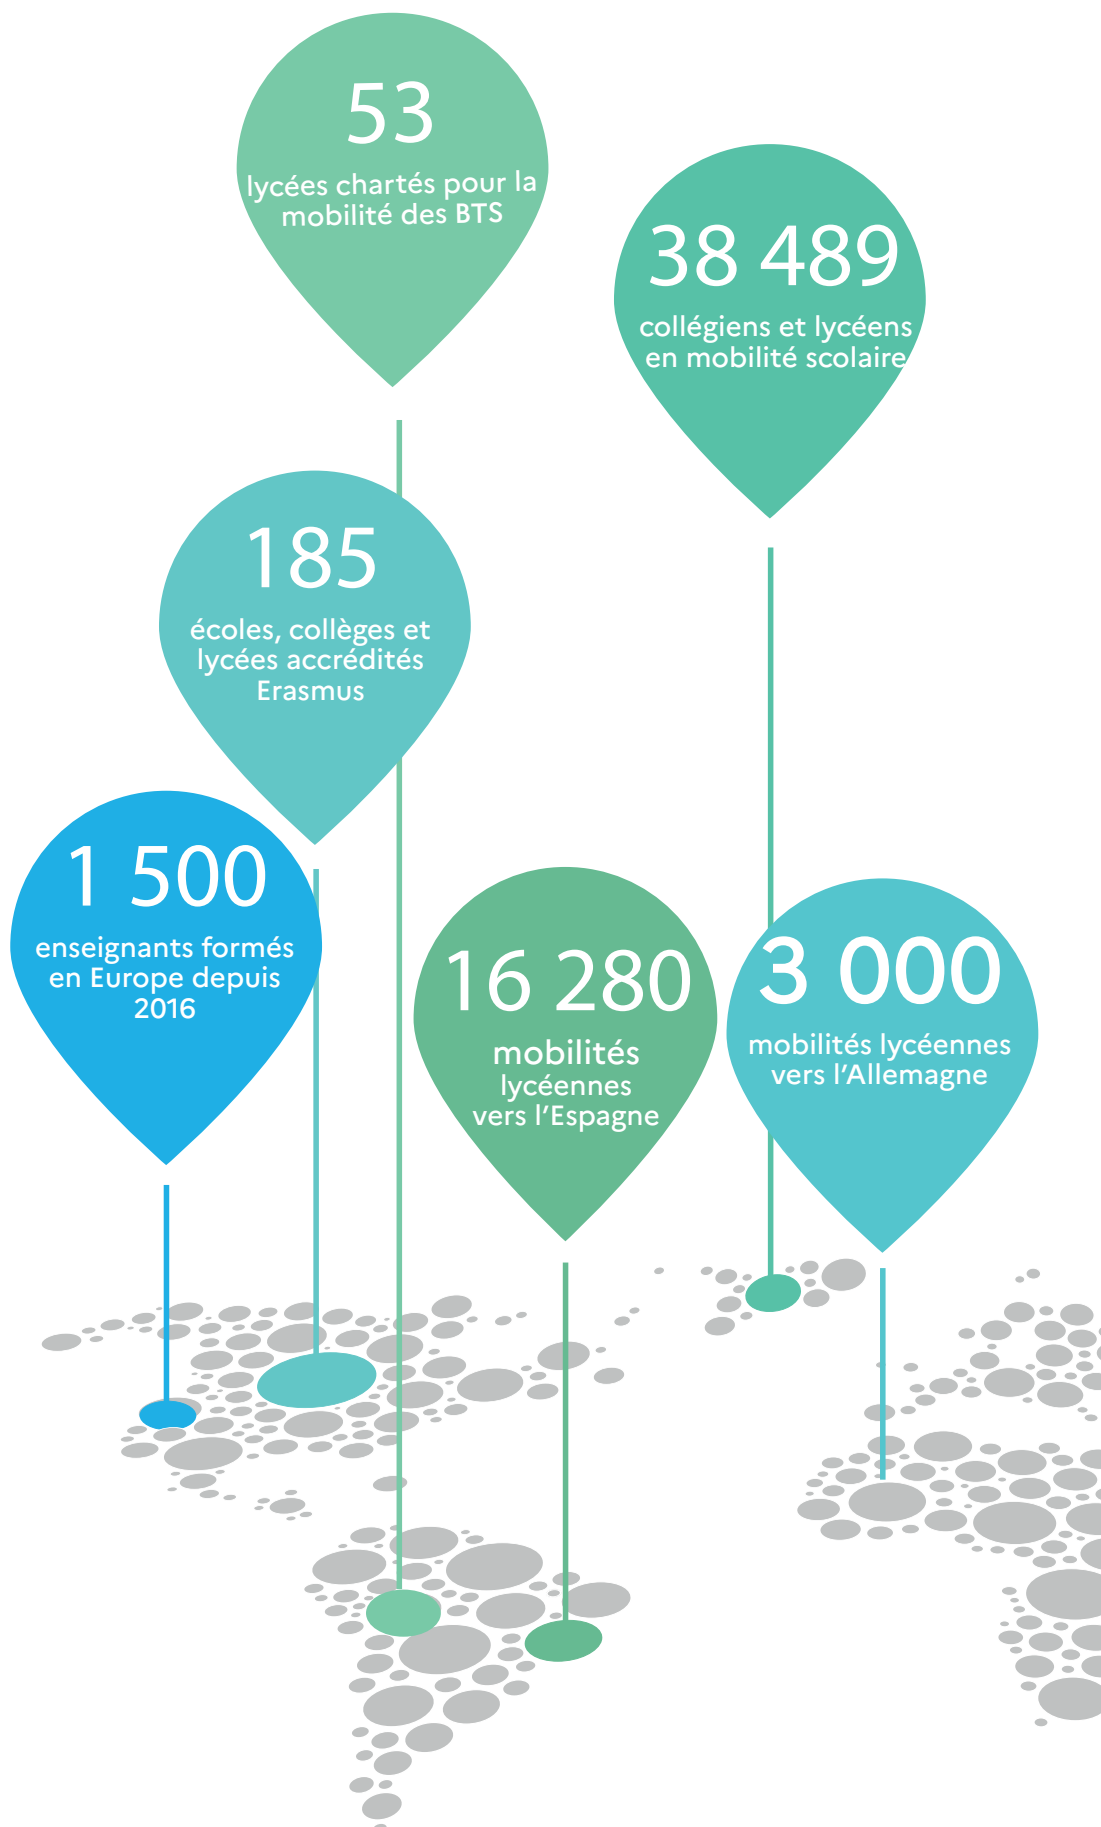 53
lycées chartés pour la
mobilité des BTS
38 489
collégiens et lycéens
en mobilité scolaire
185
écoles, collèges et
lycées accrédités
Erasmus
1 500
enseignants formés
en Europe depuis
2016
16 280
mobilités
lycéennes
vers l'Espagne
3 000
mobilités lycéennes
vers l'Allemagne